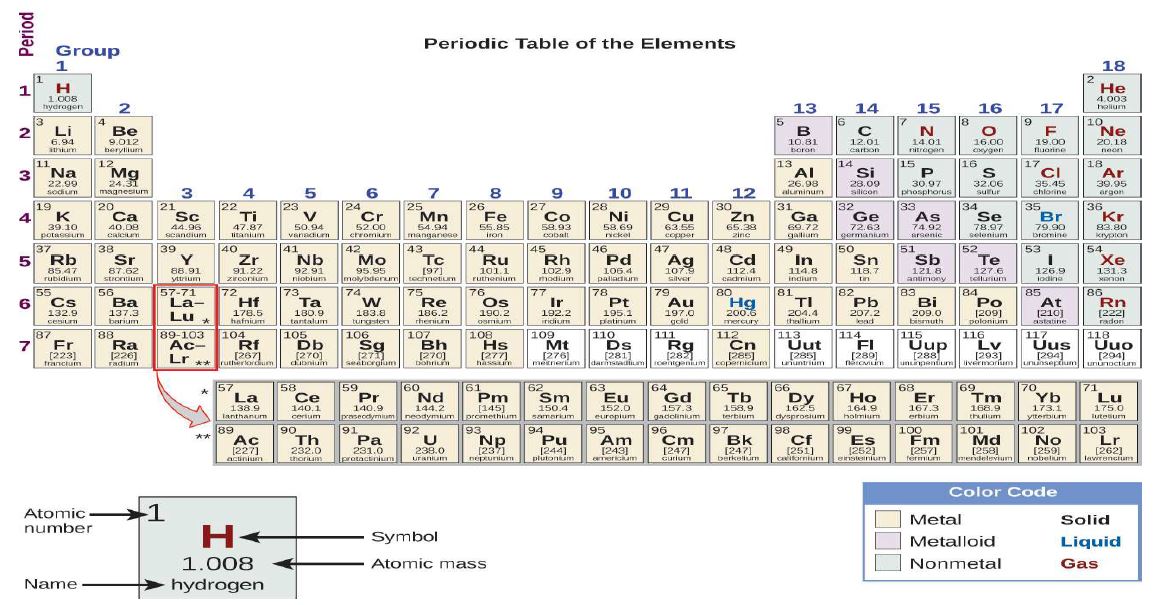 Period
Periodic Table of the Elements
Group
1 18
1 2
1 H He
1.008 4.003
hydrogen helium
2 13 14 15 16 17
3 4 5 6 7 8 9 10
2 Li Be B C N O F Ne
6.94 9.012 10.81 12.01 14.01 16.00 19.00 20.18
lithium beryllium boron carbon nitrogen oxygen fluorine neon
11 12 13 14 15 16 17 18
3 Na Mg Al Si P S Cl Ar
22.99 24.31 26.98 28.09 30.97 32.06 35.45 39.95
sodium magnesium aluminum silicon phosphorus sulfur chlorine argon
3 4 5 6 7 8 9 10 11 12
19 20 21 22 23 24 25 26 27 28 29 30 31 32 33 34 35 36
4 K Ca Sc Ti V Cr Mn Fe Co Ni Cu Zn Ga Ge As Se Br Kr
39.10 40.08 44.96 47.87 50.94 52.00 54.94 55.85 58.93 58.69 63.55 65.38 69.72 72.63 74.92 78.97 79.90 83.80
potassium calcium scandium titanium vanadium chromium manganese iron cobalt nickel copper zinc gallium germanium arsenic selenium bromine krypton
37 38 39 40 41 42 43 44 45 46 47 48 49 50 51 52 53 54
5 Rb Sr Y Zr Nb Mo Tc Ru Rh Pd Ag Cd In Sn Sb Te I Xe
85.47 87.62 88.91 91.22 92.91 95.95 [97] 101.1 102.9 106.4 107.9 112.4 114.8 118.7 121.8 127.6 126.9 131.3
rubidium strontium yttrium zirconium niobium molybdenum technetium ruthenium rhodium palladium silver cadmium indium tin antimony tellurium iodine xenon
55 56 57-71 72 73 74 75 76 77 78 79 80 81 82 83 84 85 86
6 Cs Ba La– Lu * Hf Ta W Re Os Ir Pt Au Hg Tl Pb Bi Po At Rn
132.9 137.3 178.5 180.9 183.8 186.2 190.2 192.2 195.1 197.0 200.6 204.4 207.2 209.0 [209] [210] [222]
cesium barium hafnium tantalum tungsten rhenium osmium iridium platinum gold mercury thallium lead bismuth polonium astatine radon
87 88 89-103 104 105 106 107 108 109 110 111 112 113 114 115 116 117 118
7 Fr Ra Ac– Lr ** Rf Db Sg Bh Hs Mt Ds Rg Cn Uut Fl Uup Lv Uus Uuo
[223] [226] [267] [270] [271] [270] [277] [276] [281] [282] [285] [285] [289] [288] [293] [294] [294]
francium radium rutherfordium dubnium seaborgium bohrium hassium meitnerium darmstadtium roentgenium copernicium ununtrium flerovium ununpentium livermorium ununseptium ununoctium
57 58 59 60 61 62 63 64 65 66 67 68 69 70 71
* La Ce Pr Nd Pm Sm Eu Gd Tb Dy Ho Er Tm Yb Lu
138.9 140.1 140.9 144.2 [145] 150.4 152.0 157.3 158.9 162.5 164.9 167.3 168.9 173.1 175.0
lanthanum cerium praseodymium neodymium promethium samarium europium gadolinium terbium dysprosium holmium erbium thulium ytterbium lutetium
89 90 91 92 93 94 95 96 97 98 99 100 101 102 103
** Ac Th Pa U Np Pu Am Cm Bk Cf Es Fm Md No Lr
[227] 232.0 231.0 238.0 [237] [244] [243] [247] [247] [251] [252] [257] [258] [259] [262]
actinium thorium protactinium uranium neptunium plutonium americium curium berkelium californium einsteinium fermium mendelevium nobelium lawrencium
Atomic number
1
H
Symbol
1.008
Atomic mass
Name
hydrogen
Color Code
Metal Solid
Metalloid Liquid
Nonmetal Gas